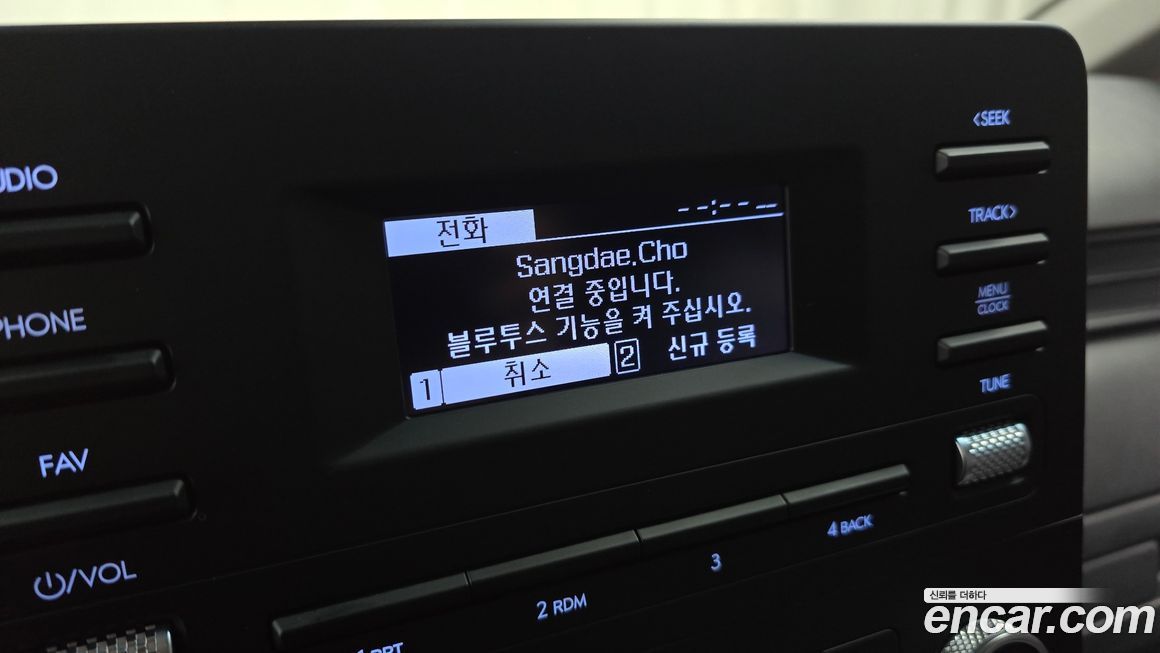 UDIO
PHONE
FAV
⏻/VOL
전화
--:--
Sangdae.Cho
연결 중입니다.
블루투스 기능을 켜 주십시오.
1 취소 2 신규 등록
<SEEK
TRACK>
MENU
CLOCK
TUNE
2 RDM
3
4 BACK
신뢰를 더하다
encar.com